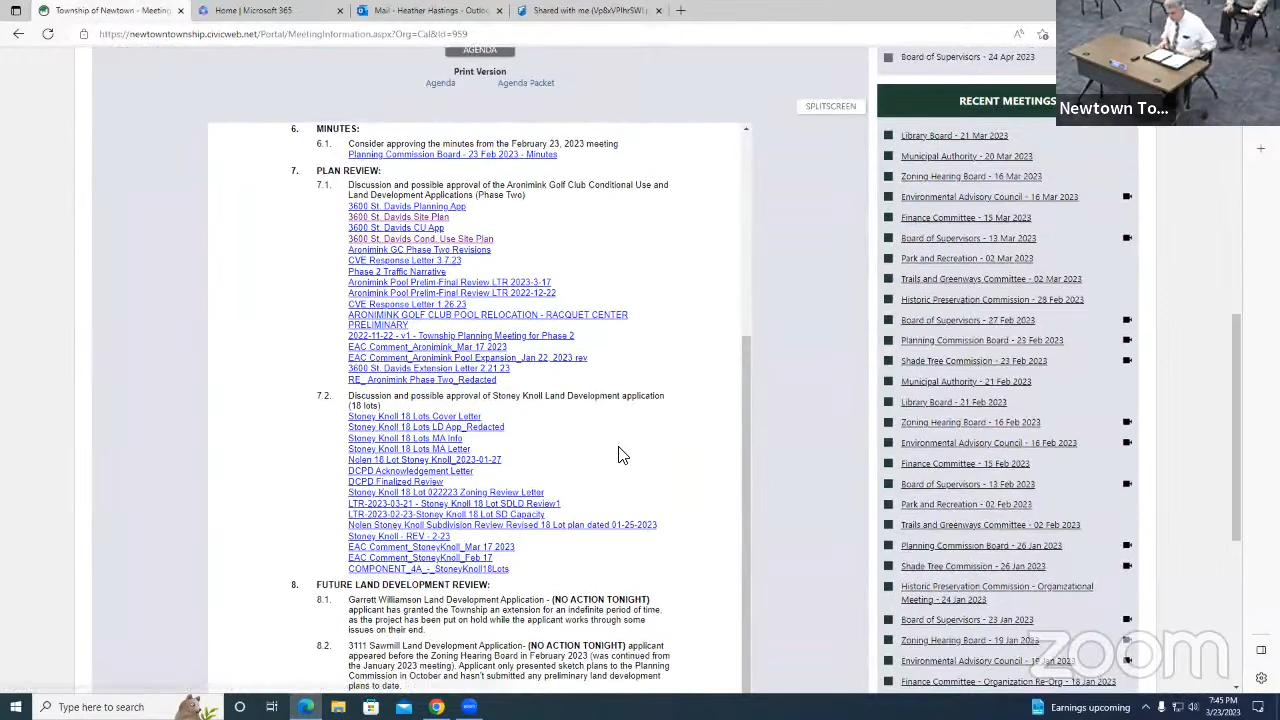 Township of Newtown - Meetings
Home | Microsoft 365
Mail - Heather Hastings - Outloo
Shared with me (Vp8xVPlhrSWL)
https://newtowntownship.civicweb.net/Portal/MeetingInformation.aspx?Org=Cal&Id=959
AGENDA
Print Version
Agenda Agenda Packet
SPLITSCREEN
6. MINUTES:
6.1. Consider approving the minutes from the February 23, 2023 meeting
Planning Commission Board - 23 Feb 2023 - Minutes
7. PLAN REVIEW:
7.1. Discussion and possible approval of the Aronimink Golf Club Conditional Use and
Land Development Applications (Phase Two)
3600 St. Davids Planning App
3600 St. Davids Site Plan
3600 St. Davids CU App
3600 St. Davids Cond. Use Site Plan
Aronimink GC Phase Two Revisions
CVE Response Letter 3.7.23
Phase 2 Traffic Narrative
Aronimink Pool Prelim-Final Review LTR 2023-3-17
Aronimink Pool Prelim-Final Review LTR 2022-12-22
CVE Response Letter 1.26.23
ARONIMINK GOLF CLUB POOL RELOCATION - RACQUET CENTER
PRELIMINARY
2022-11-22 - v1 - Township Planning Meeting for Phase 2
EAC Comment_Aronimink_Mar 17 2023
EAC Comment_Aronimink Pool Expansion_Jan 22, 2023 rev
3600 St. Davids Extension Letter 2.21.23
RE_ Aronimink Phase Two_Redacted
7.2. Discussion and possible approval of Stoney Knoll Land Development application
(18 lots)
Stoney Knoll 18 Lots Cover Letter
Stoney Knoll 18 Lots LD App_Redacted
Stoney Knoll 18 Lots MA Info
Stoney Knoll 18 Lots MA Letter
Nolen 18 Lot Stoney Knoll_2023-01-27
DCPD Acknowledgement Letter
DCPD Finalized Review
Stoney Knoll 18 Lot 022223 Zoning Review Letter
LTR-2023-03-21 - Stoney Knoll 18 Lot SDLD Review1
LTR-2023-02-23-Stoney Knoll 18 Lot SD Capacity
Nolen Stoney Knoll Subdivision Review Revised 18 Lot plan dated 01-25-2023
Stoney Knoll - REV - 2-23
EAC Comment_StoneyKnoll_Mar 17 2023
EAC Comment_StoneyKnoll_Feb 17
COMPONENT_4A_-_StoneyKnoll18Lots
8. FUTURE LAND DEVELOPMENT REVIEW:
8.1. Garrett Williamson Land Development Application - (NO ACTION TONIGHT)
applicant has granted the Township an extension for an indefinite period of time.
as the project has been put on hold while the applicant works through some
issues on their end.
8.2. 3111 Sawmill Land Development Application- (NO ACTION TONIGHT) applicant
appeared before the Zoning Hearing Board in February 2023 (was continued from
the January 2023 meeting). Applicant only presented sketch plans to the Planning
Commission in October and hasn't submitted any preliminary land development
plans to date.
Board of Supervisors - 24 Apr 2023
RECENT MEETINGS
Library Board - 21 Mar 2023
Municipal Authority - 20 Mar 2023
Zoning Hearing Board - 16 Mar 2023
Environmental Advisory Council - 16 Mar 2023
Finance Committee - 15 Mar 2023
Board of Supervisors - 13 Mar 2023
Park and Recreation - 02 Mar 2023
Trails and Greenways Committee - 02 Mar 2023
Historic Preservation Commission - 28 Feb 2023
Board of Supervisors - 27 Feb 2023
Planning Commission Board - 23 Feb 2023
Shade Tree Commission - 23 Feb 2023
Municipal Authority - 21 Feb 2023
Library Board - 21 Feb 2023
Zoning Hearing Board - 16 Feb 2023
Environmental Advisory Council - 16 Feb 2023
Finance Committee - 15 Feb 2023
Board of Supervisors - 13 Feb 2023
Park and Recreation - 02 Feb 2023
Trails and Greenways Committee - 02 Feb 2023
Planning Commission Board - 26 Jan 2023
Shade Tree Commission - 26 Jan 2023
Historic Preservation Commission - Organizational
Meeting - 24 Jan 2023
Board of Supervisors - 23 Jan 2023
Zoning Hearing Board - 19 Jan 2023
Environmental Advisory Council - 19 Jan 2023
Finance Committee - Organization Re-Org - 18 Jan 2023
Newtown To...
zoom
Type here to search
Earnings upcoming
7:45 PM
3/23/2023